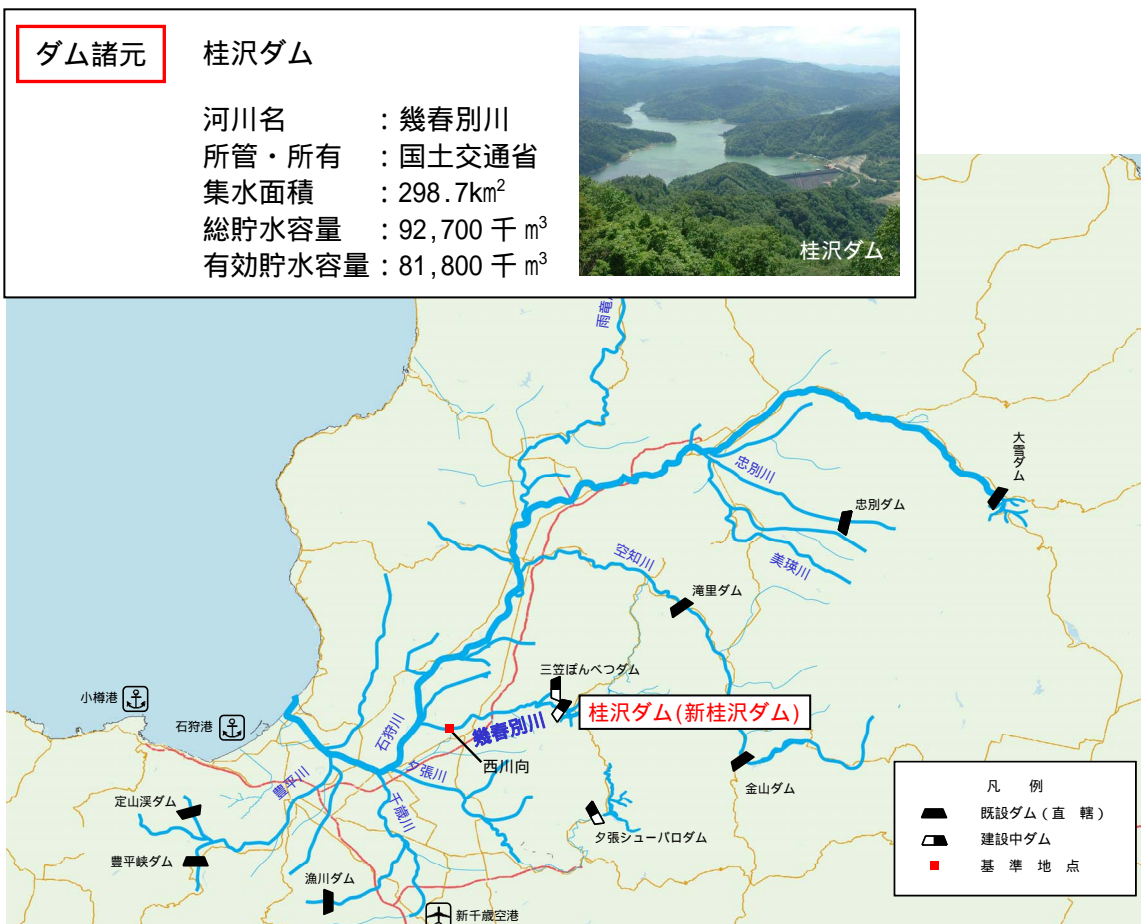 ダム諸元
桂沢ダム
河川名 :幾春別川
所管・所有 :国土交通省
集水面積 :298.7k㎡
総貯水容量 :92,700 千 m³
有効貯水容量:81,800 千 m³
桂沢ダム
雨竜川
大雪ダム
忠別川
忠別ダム
空知川
美瑛川
滝里ダム
三笠ぽんべつダム
小樽港
石狩港
石狩川
幾春別川
桂沢ダム(新桂沢ダム)
西川向
夕張川
豊平川
千歳川
金山ダム
定山渓ダム
夕張シューパロダム
豊平峡ダム
漁川ダム
新千歳空港
凡 例
既設ダム(直 轄)
建設中ダム
基 準 地 点